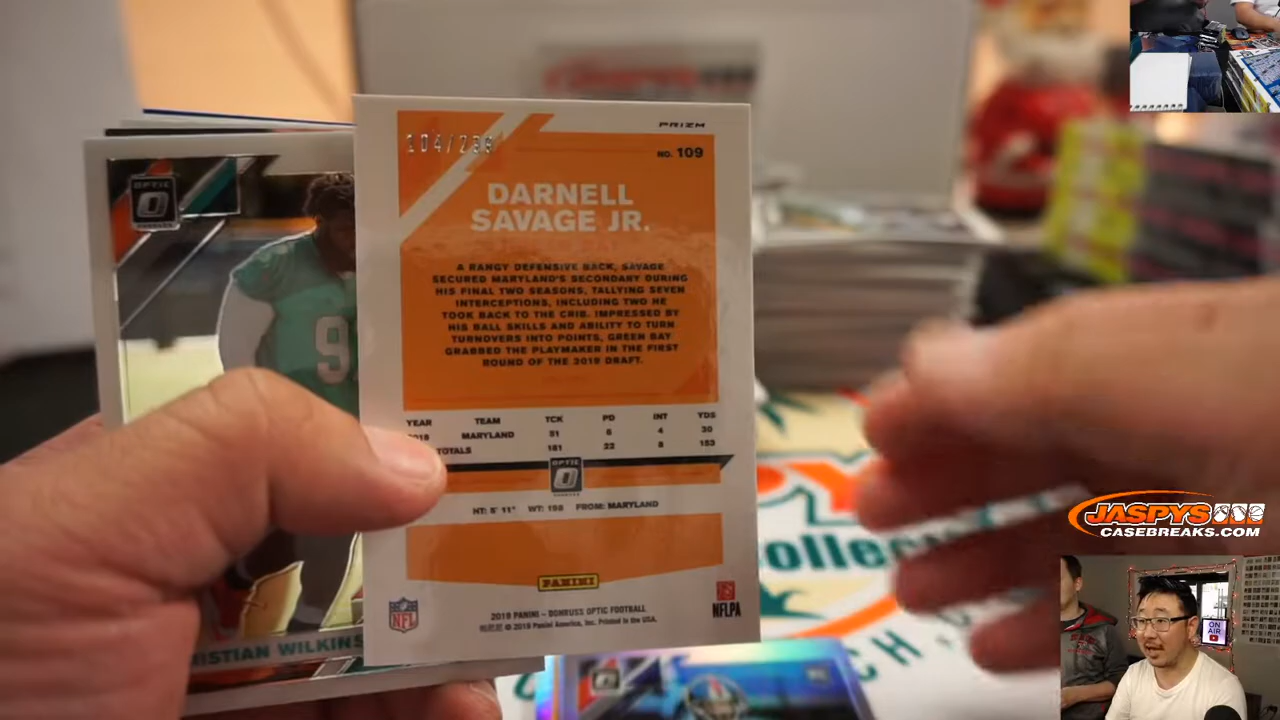 PRIZM
NO. 109
DARNELL
SAVAGE JR.
A RANGY DEFENSIVE BACK, SAVAGE
SECURED MARYLAND'S SECONDARY DURING
HIS FINAL TWO SEASONS, TALLYING SEVEN
INTERCEPTIONS, INCLUDING TWO HE
TOOK BACK TO THE CRIB. IMPRESSED BY
HIS BALL SKILLS AND ABILITY TO TURN
TURNOVERS INTO POINTS, GREEN BAY
GRABBED THE PLAYMAKER IN THE FIRST
ROUND OF THE 2019 DRAFT.
YEAR TEAM TCK PD INT YDS
2018 MARYLAND 51 6 4 30
TOTALS 181 22 8 153
OPTIC
HT: 5' 11" WT: 198 FROM: MARYLAND
PANINI
2019 PANINI – DONRUSS OPTIC FOOTBALL
© 2019 Panini America, Inc. Printed in the USA.
NFL
NFLPA
OPTIC
DONRUSS
9
ISTIAN WILKINS
JASPYS
CASEBREAKS.COM
ON
AIR